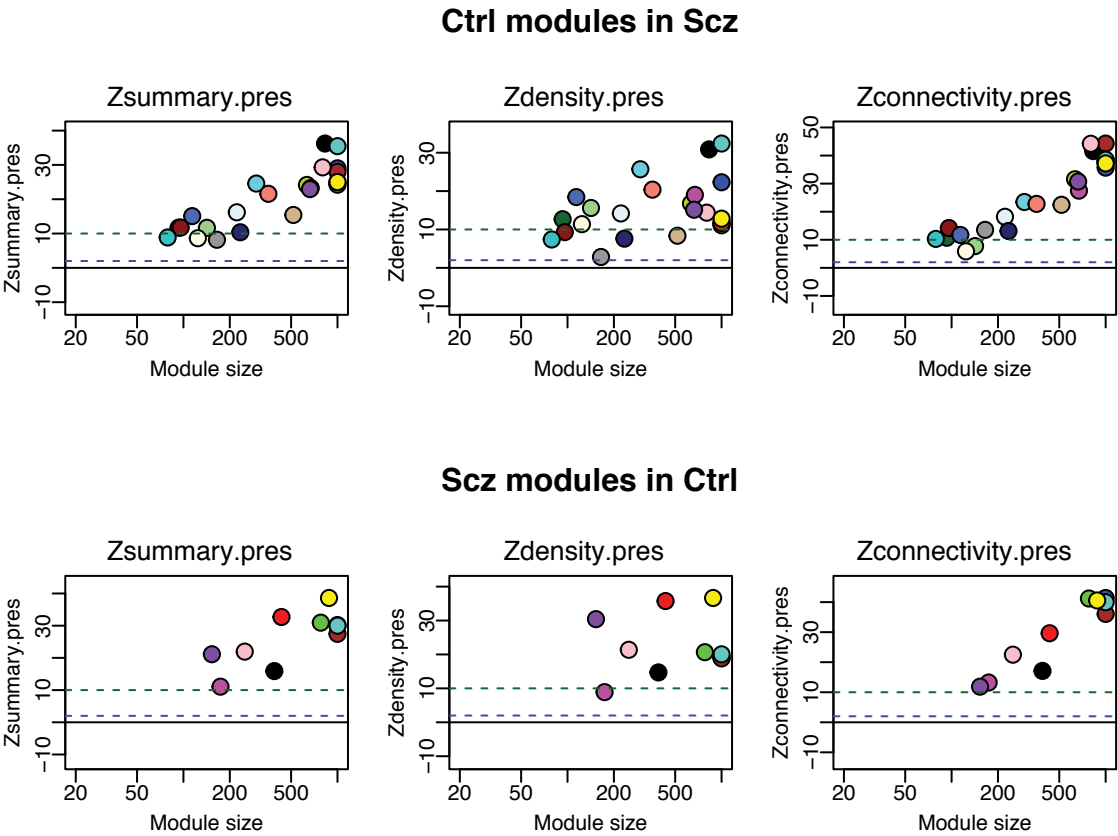 Ctrl modules in Scz
Zsummary.pres Zdensity.pres Zconnectivity.pres
Zsummary.pres
−10 10 30
20 50 200 500
Module size
Zdensity.pres
−10 10 30
20 50 200 500
Module size
Zconnectivity.pres
−10 10 30 50
20 50 200 500
Module size
Scz modules in Ctrl
Zsummary.pres Zdensity.pres Zconnectivity.pres
Zsummary.pres
−10 10 30
20 50 200 500
Module size
Zdensity.pres
−10 10 30
20 50 200 500
Module size
Zconnectivity.pres
−10 10 30
20 50 200 500
Module size